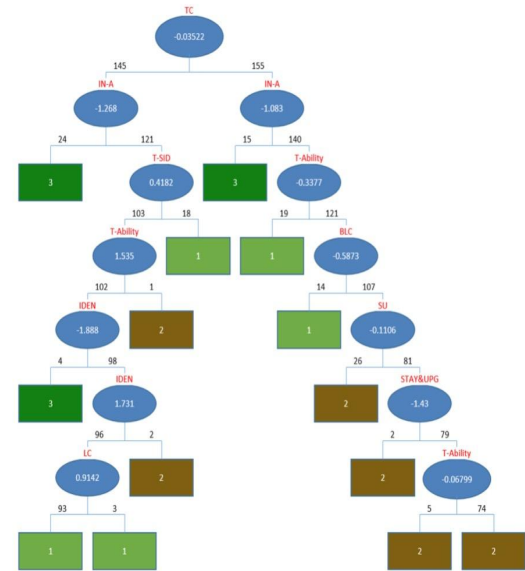 TC
-0.03522
145 155
IN-A IN-A
-1.268 -1.083
24 121 15 140
T-SID T-Ability
3 0.4182 3 -0.3377
103 18 19 121
T-Ability BLC
1.535 1 1 -0.5873
102 1 14 107
IDEN SU
-1.888 2 1 -0.1106
4 98 26 81
IDEN STAY&UPG
3 1.731 2 -1.43
96 2 2 79
LC T-Ability
0.9142 2 2 -0.06799
93 3 5 74
1 1 2 2